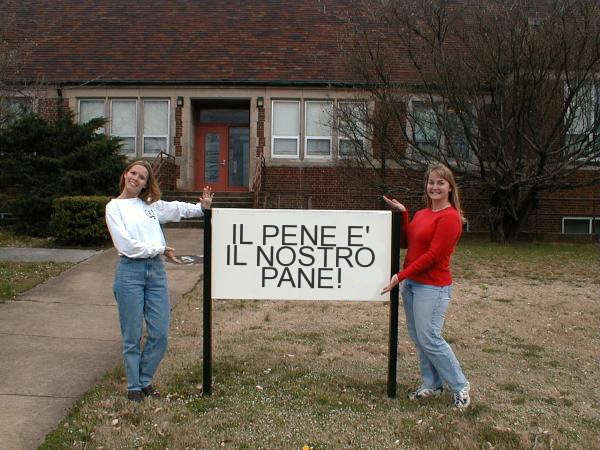 IL PENE E'
IL NOSTRO
PANE!